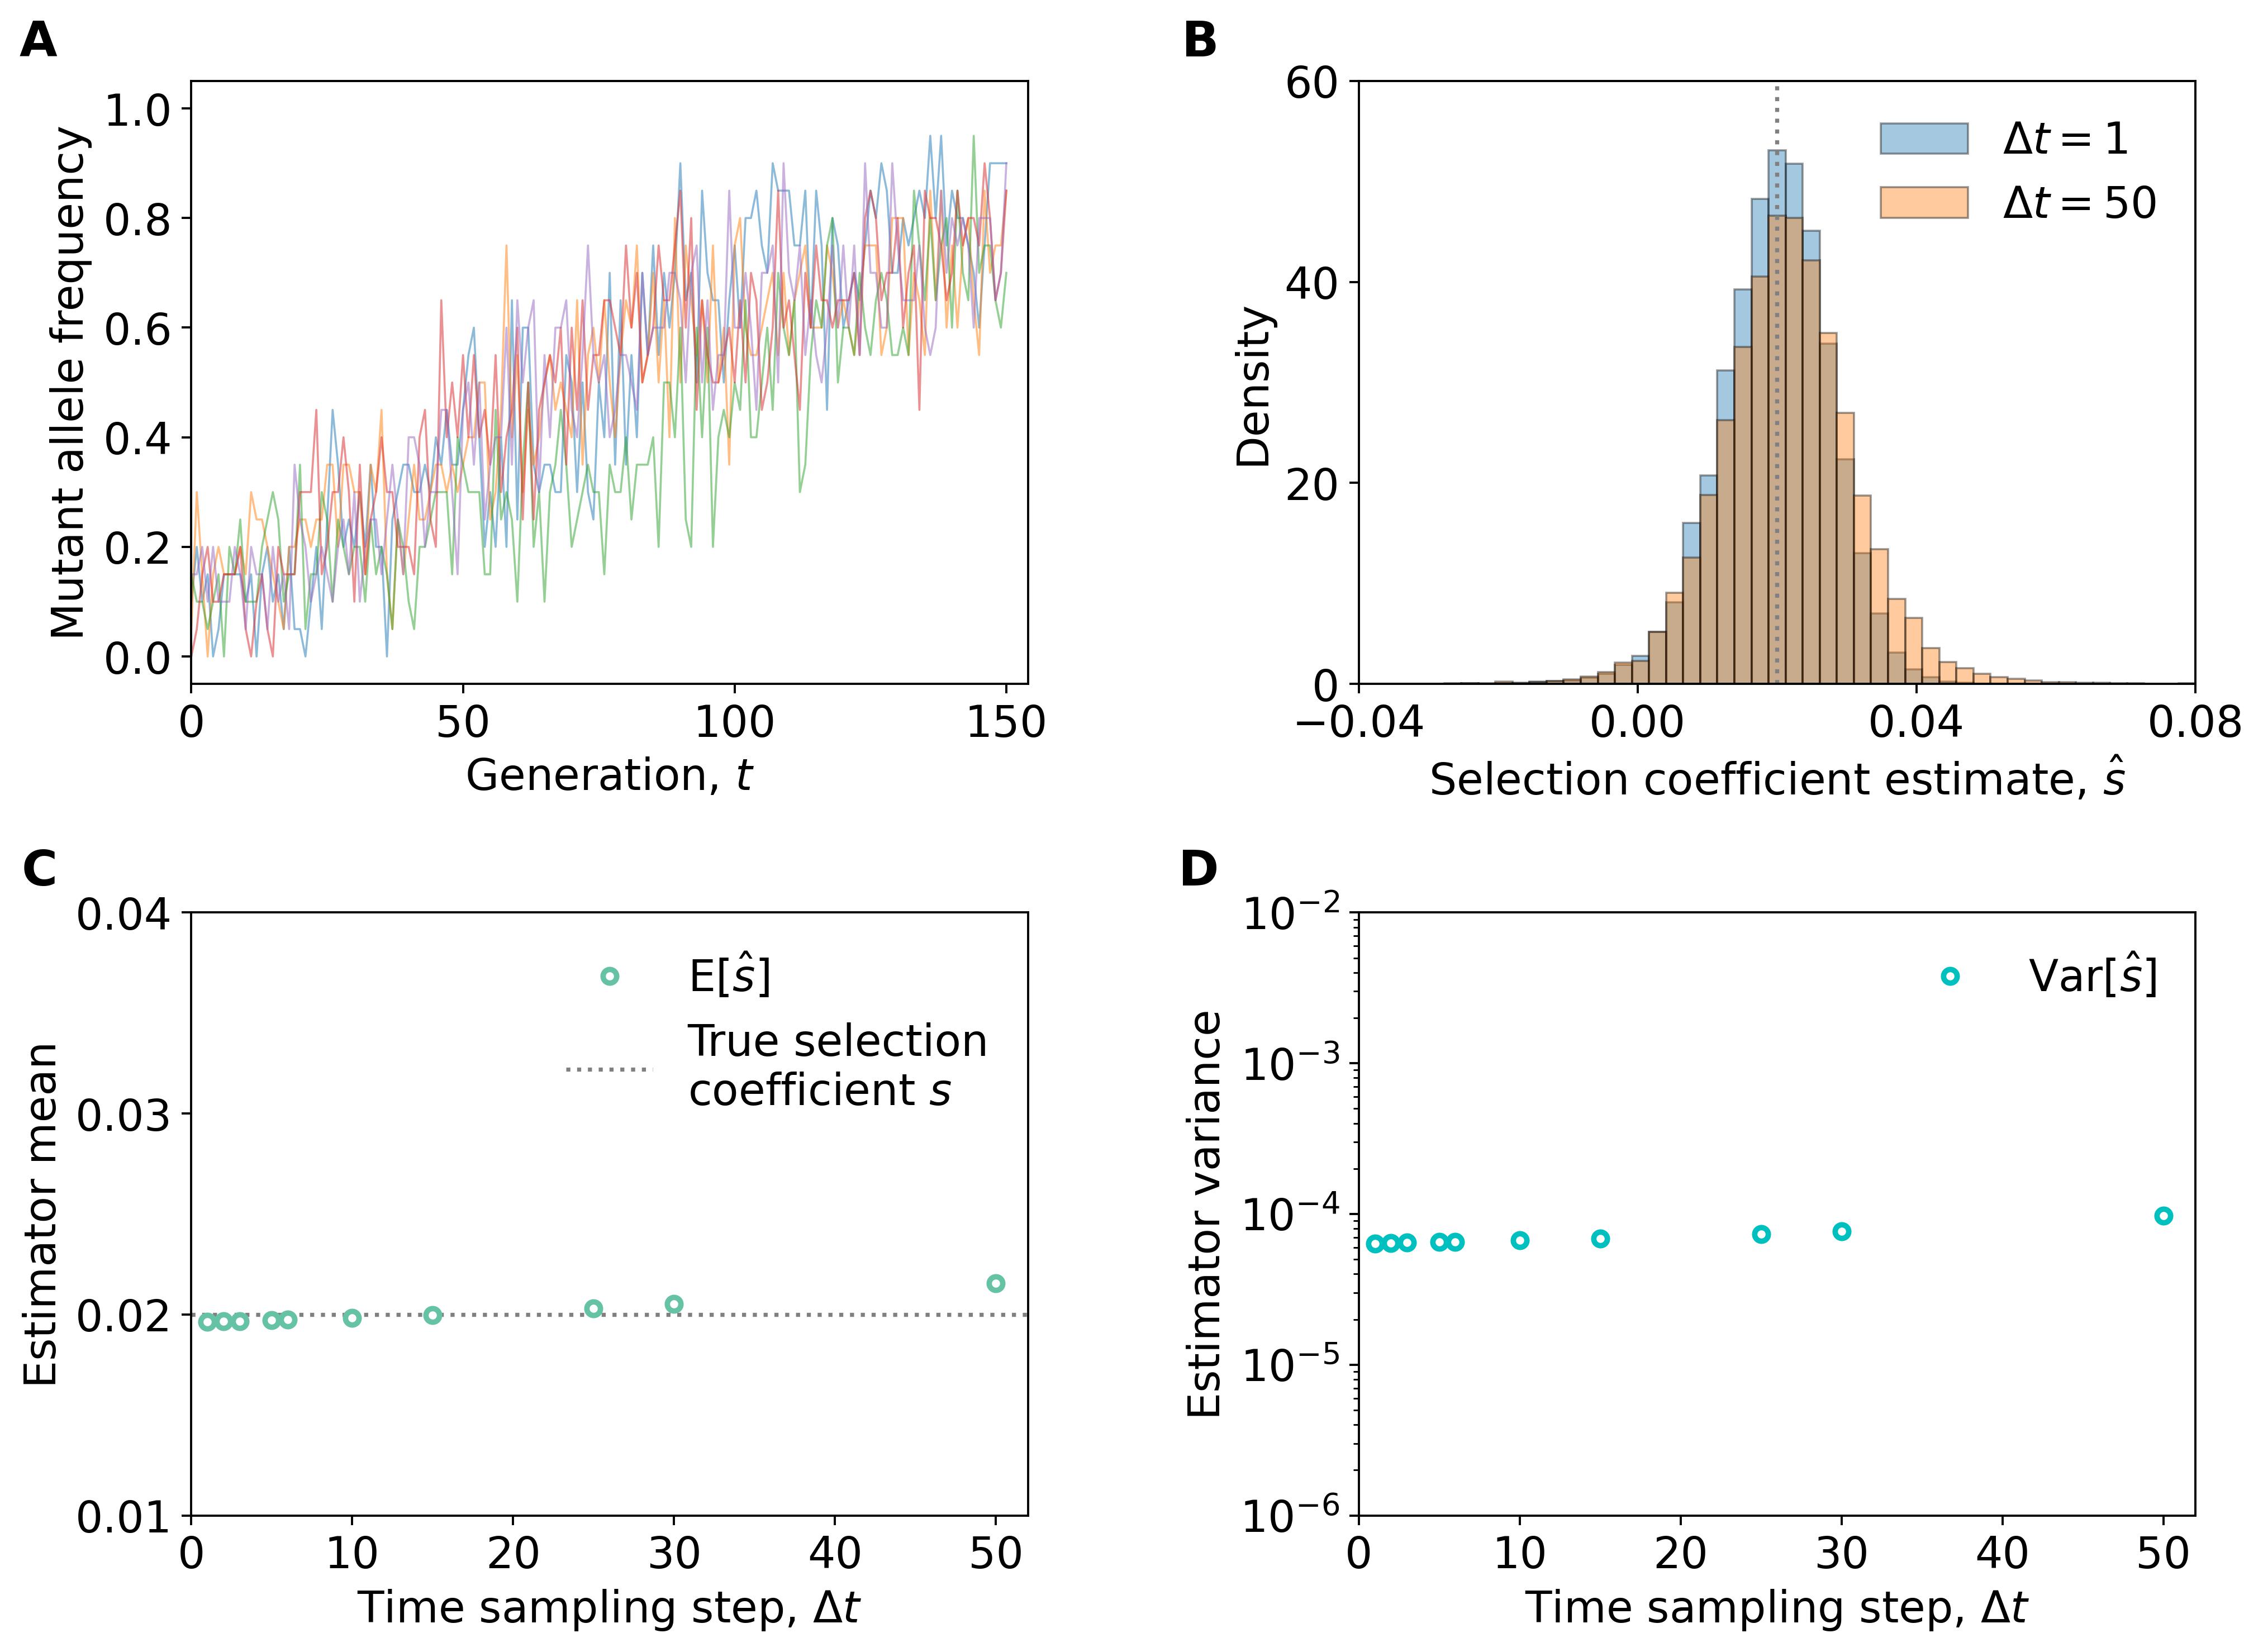 A
1.0
0.8
0.6
0.4
0.2
0.0
Mutant allele frequency
0 50 100 150
Generation, t
B
60
40
20
0
Density
Δt = 1
Δt = 50
−0.04 0.00 0.04 0.08
Selection coefficient estimate, ŝ
C
0.04
0.03
0.02
0.01
Estimator mean
E[ŝ]
True selection
coefficient s
0 10 20 30 40 50
Time sampling step, Δt
D
10⁻²
10⁻³
10⁻⁴
10⁻⁵
10⁻⁶
Estimator variance
Var[ŝ]
0 10 20 30 40 50
Time sampling step, Δt